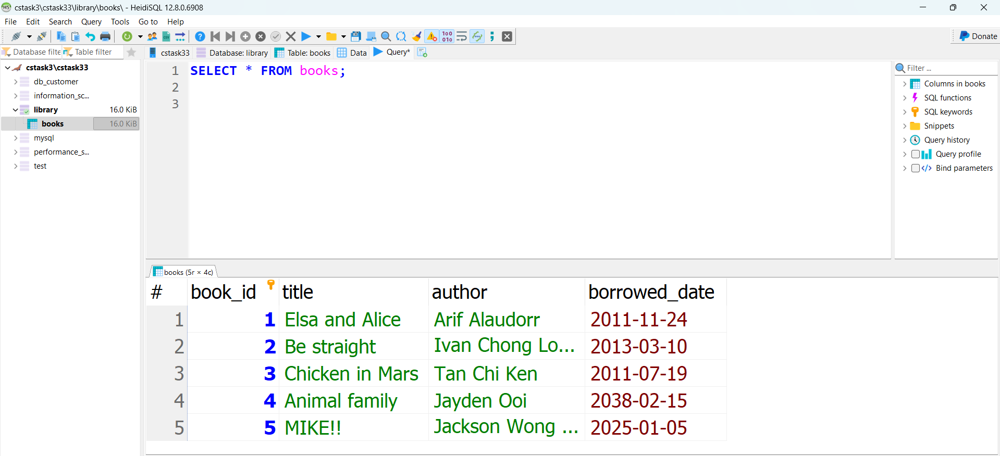 cstask3\cstask33\library\books\ - HeidiSQL 12.8.0.6908
File Edit Search Query Tools Go to Help
Donate
Database filte Table filter
cstask33 Database: library Table: books Data Query*
cstask3\cstask33
db_customer
information_sc...
library 16.0 KiB
books 16.0 KiB
mysql
performance_s...
test
1 SELECT * FROM books;
2
3
Filter ...
Columns in books
SQL functions
SQL keywords
Snippets
Query history
Query profile
Bind parameters
books (5r × 4c)
# book_id title author borrowed_date
1 1 Elsa and Alice Arif Alaudorr 2011-11-24
2 2 Be straight Ivan Chong Lo... 2013-03-10
3 3 Chicken in Mars Tan Chi Ken 2011-07-19
4 4 Animal family Jayden Ooi 2038-02-15
5 5 MIKE!! Jackson Wong ... 2025-01-05